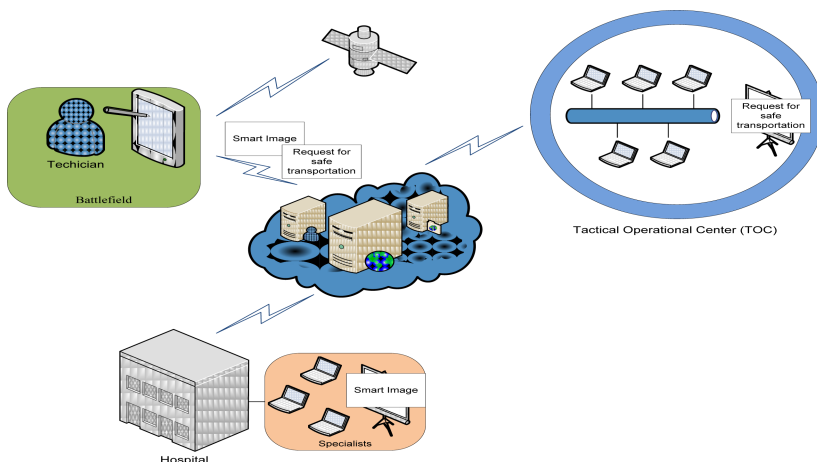 Techician
Battlefield
Smart Image
Request for
safe
transportation
Request for
safe
transportation
Tactical Operational Center (TOC)
Smart Image
Specialists
Hospital